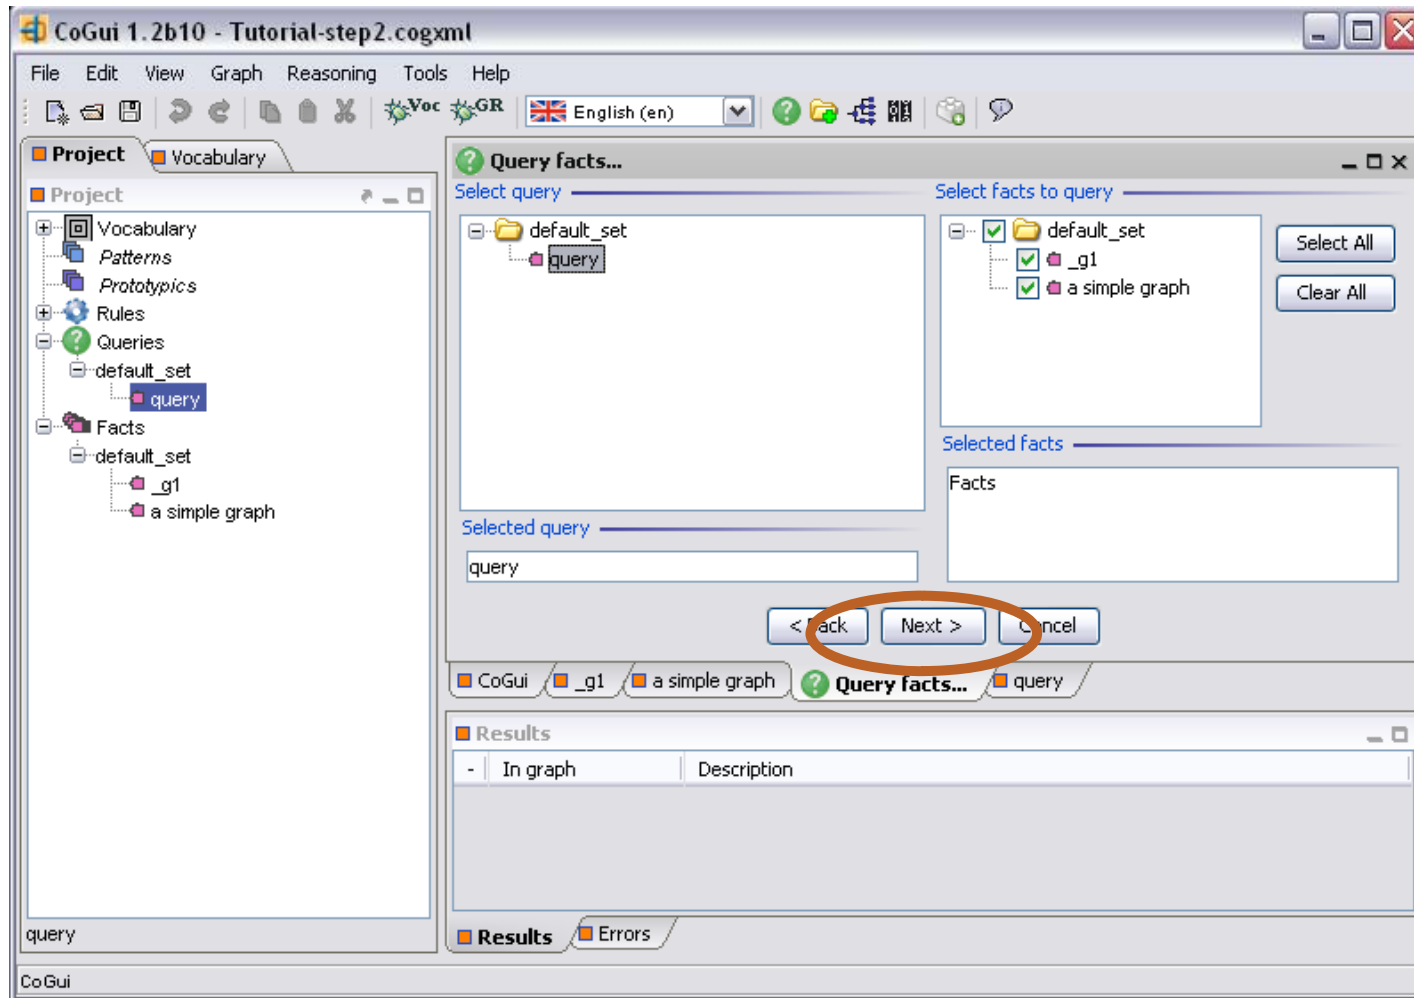 CoGui 1.2b10 - Tutorial-step2.cogxml
File Edit View Graph Reasoning Tools Help
Voc GR English (en)
Project Vocabulary
Project
Vocabulary
Patterns
Prototypics
Rules
Queries
default_set
query
Facts
default_set
_g1
a simple graph
query
Query facts...
Select query
default_set
query
Selected query
query
Select facts to query
default_set
_g1
a simple graph
Select All
Clear All
Selected facts
Facts
< Back Next > Cancel
CoGui _g1 a simple graph Query facts... query
Results
- In graph Description
Results Errors
CoGui